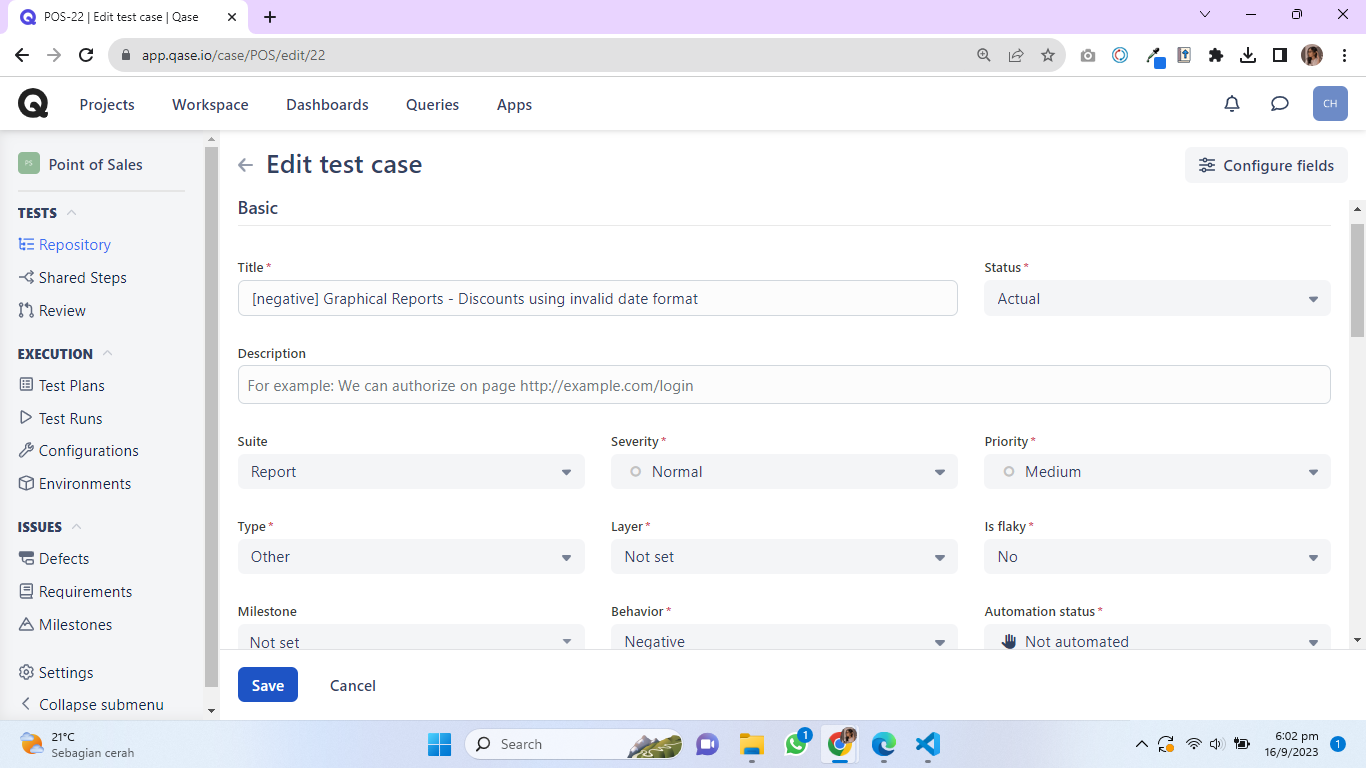 POS-22 | Edit test case | Qase
app.qase.io/case/POS/edit/22
Projects Workspace Dashboards Queries Apps CH
PS Point of Sales
TESTS
Repository
Shared Steps
Review
EXECUTION
Test Plans
Test Runs
Configurations
Environments
ISSUES
Defects
Requirements
Milestones
Settings
Collapse submenu
Edit test case Configure fields
Basic
Title* Status*
[negative] Graphical Reports - Discounts using invalid date format Actual
Description
For example: We can authorize on page http://example.com/login
Suite Severity* Priority*
Report Normal Medium
Type* Layer* Is flaky*
Other Not set No
Milestone Behavior* Automation status*
Not set Negative Not automated
Save Cancel
21°C
Sebagian cerah
Search
1
6:02 pm
16/9/2023
1